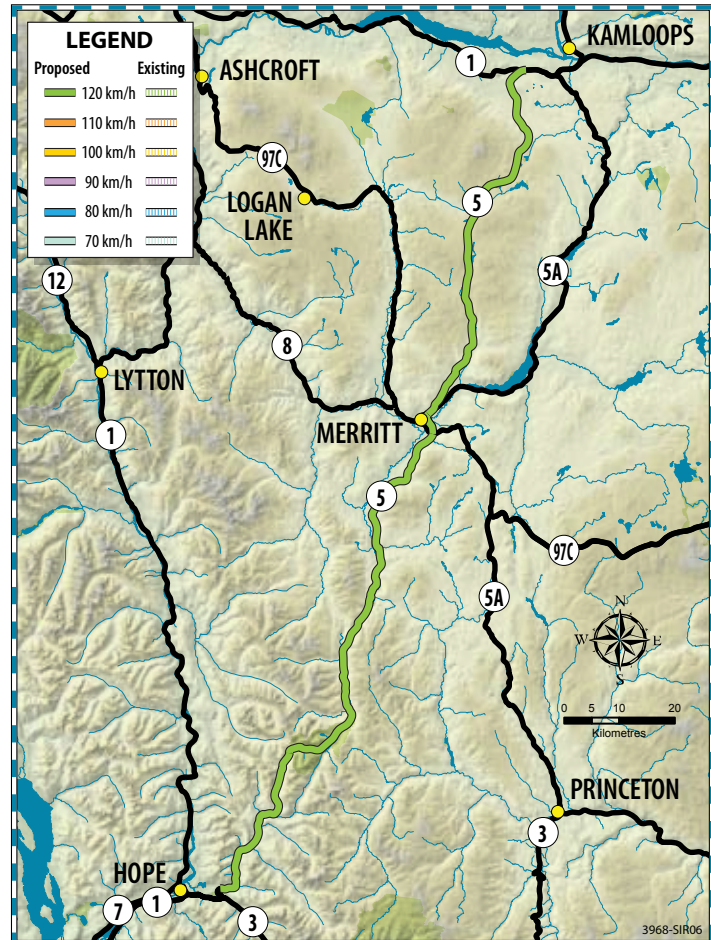 LEGEND
Proposed Existing
120 km/h
110 km/h
100 km/h
90 km/h
80 km/h
70 km/h
KAMLOOPS
1
ASHCROFT
97C
LOGAN
LAKE
5
5A
12
8
LYTTON
MERRITT
1
5
97C
5A
N
W E
S
0 5 10 20
Kilometres
PRINCETON
3
HOPE
7 1 3
3968-SIR06